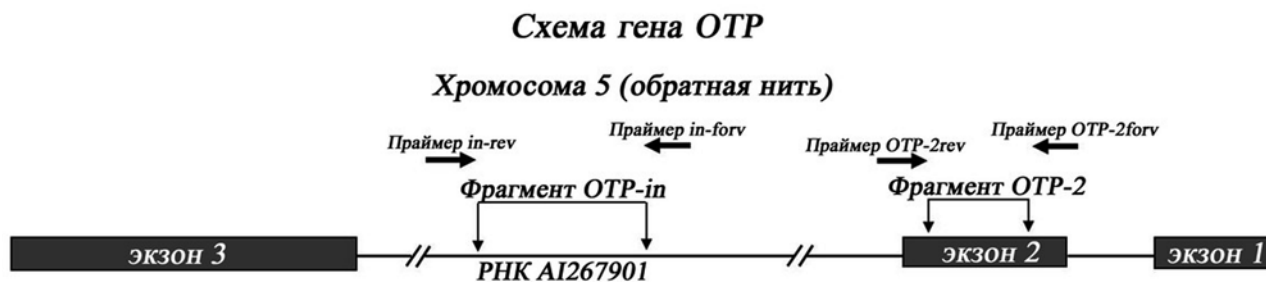 Схема гена OTP
Хромосома 5 (обратная нить)
Праймер in-rev
Праймер in-forv
Праймер OTP-2rev
Праймер OTP-2forv
Фрагмент OTP-in
Фрагмент OTP-2
экзон 3
РНК AI267901
экзон 2
экзон 1